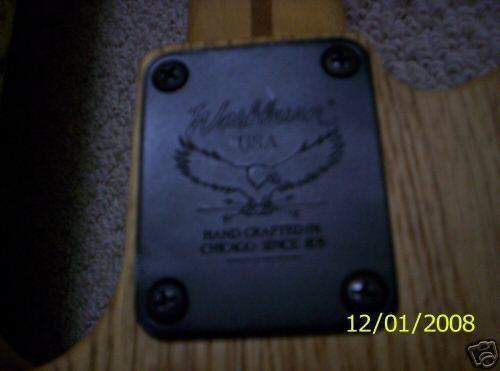 Washburn
USA
HAND CRAFTED IN
CHICAGO SINCE
12/01/2008